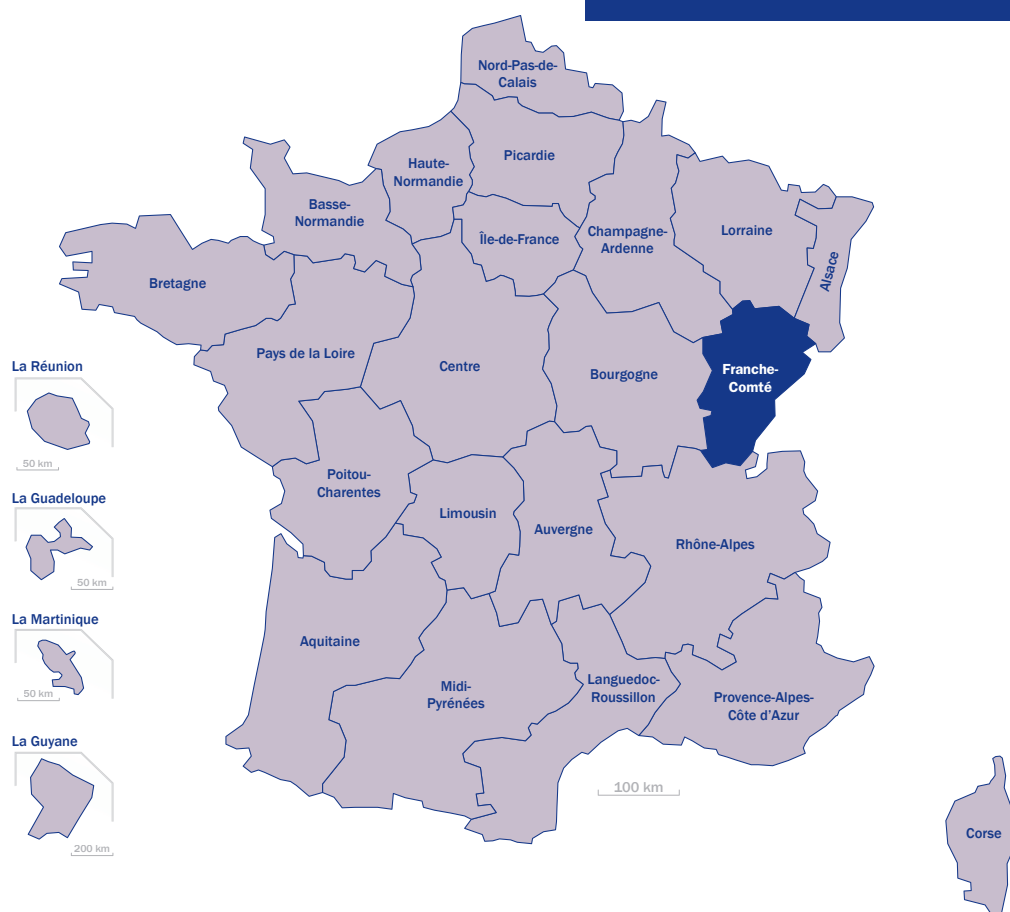 Nord-Pas-de-
Calais
Picardie
Haute-
Normandie
Basse-
Normandie
Île-de-France
Champagne-
Ardenne
Lorraine
Alsace
Bretagne
Pays de la Loire
Centre
Bourgogne
Franche-
Comté
La Réunion
50 km
Poitou-
Charentes
Limousin
Auvergne
Rhône-Alpes
La Guadeloupe
50 km
La Martinique
50 km
Aquitaine
Midi-
Pyrénées
Languedoc-
Roussillon
Provence-Alpes-
Côte d'Azur
La Guyane
200 km
100 km
Corse